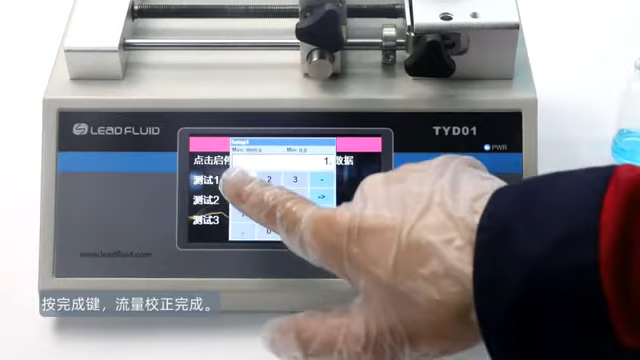 LEADFLUID
TYD01
PWR
点击启停
数据
1.
测试1
2
3
-
->
测试2
测试3
www.leadfluid.com
按完成键，流量校正完成。